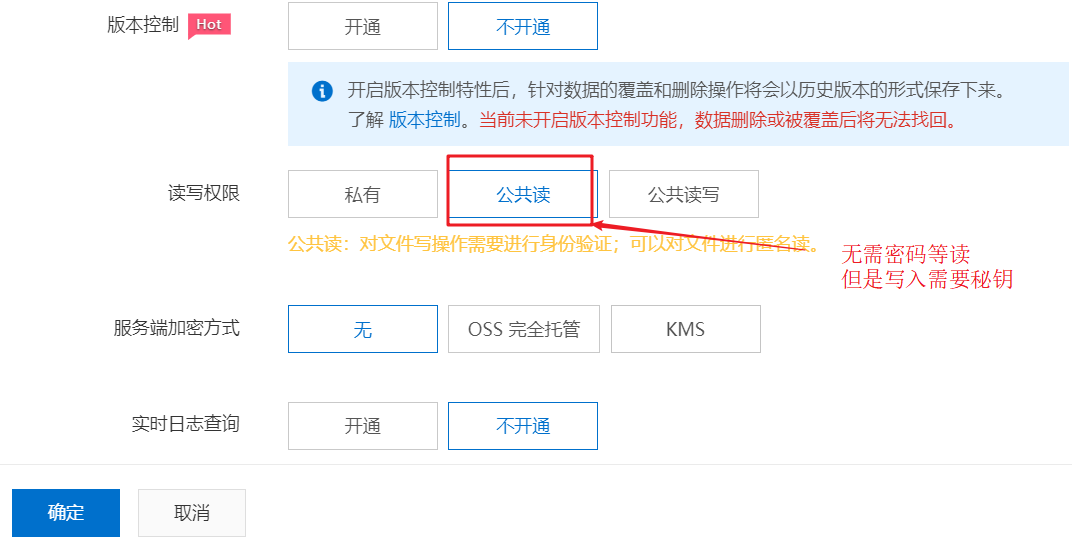 版本控制 Hot 开通 不开通
开启版本控制特性后，针对数据的覆盖和删除操作将会以历史版本的形式保存下来。
了解 版本控制。当前未开启版本控制功能，数据删除或被覆盖后将无法找回。
读写权限 私有 公共读 公共读写
公共读：对文件写操作需要进行身份验证；可以对文件进行匿名读。
无需密码等读
但是写入需要秘钥
服务端加密方式 无 OSS 完全托管 KMS
实时日志查询 开通 不开通
确定 取消